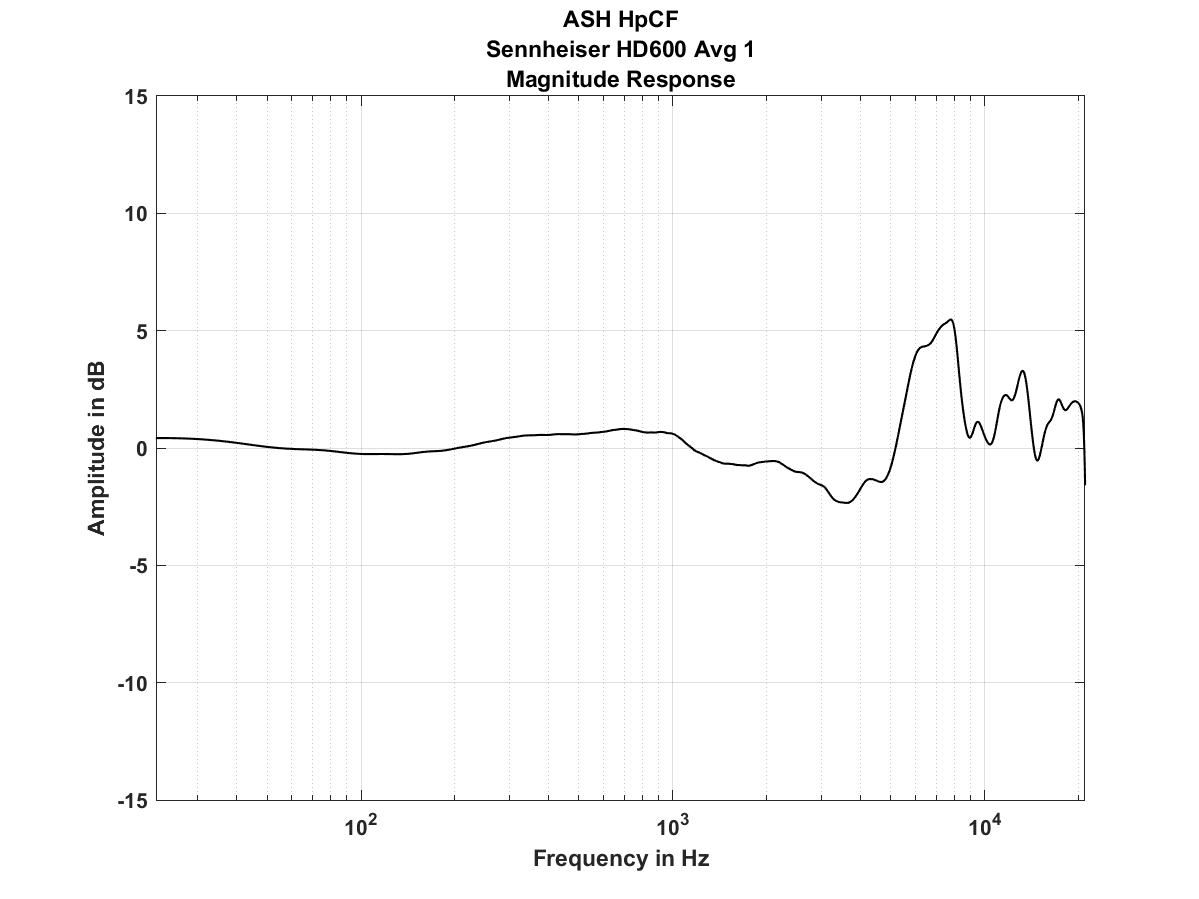 ASH HpCF
Sennheiser HD600 Avg 1
Magnitude Response
15
10
5
0
-5
-10
-15
Amplitude in dB
10²
10³
10⁴
Frequency in Hz